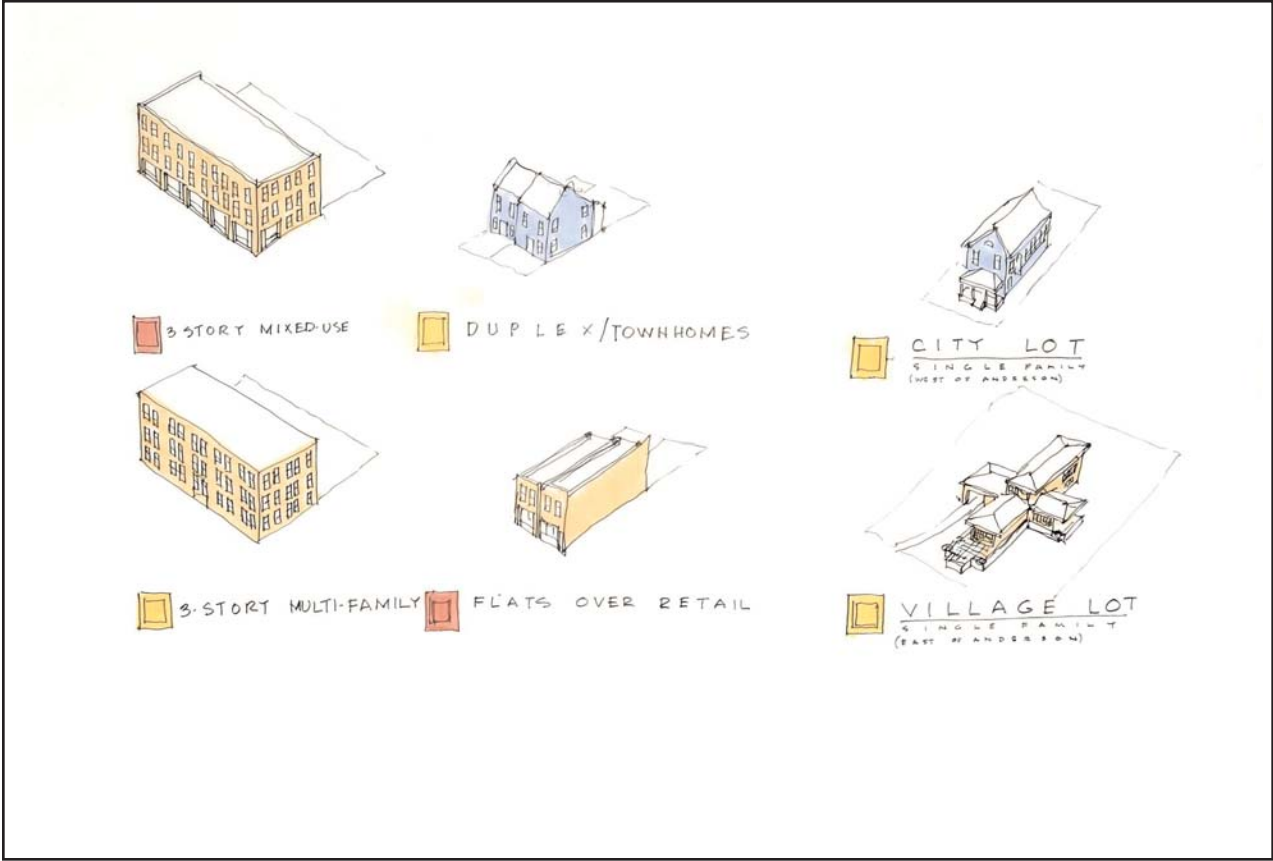 3 STORY MIXED-USE
DUPLEX/TOWNHOMES
CITY LOT
SINGLE FAMILY
(WEST OF ANDERSON)
3-STORY MULTI-FAMILY
FLATS OVER RETAIL
VILLAGE LOT
SINGLE FAMILY
(EAST OF ANDERSON)